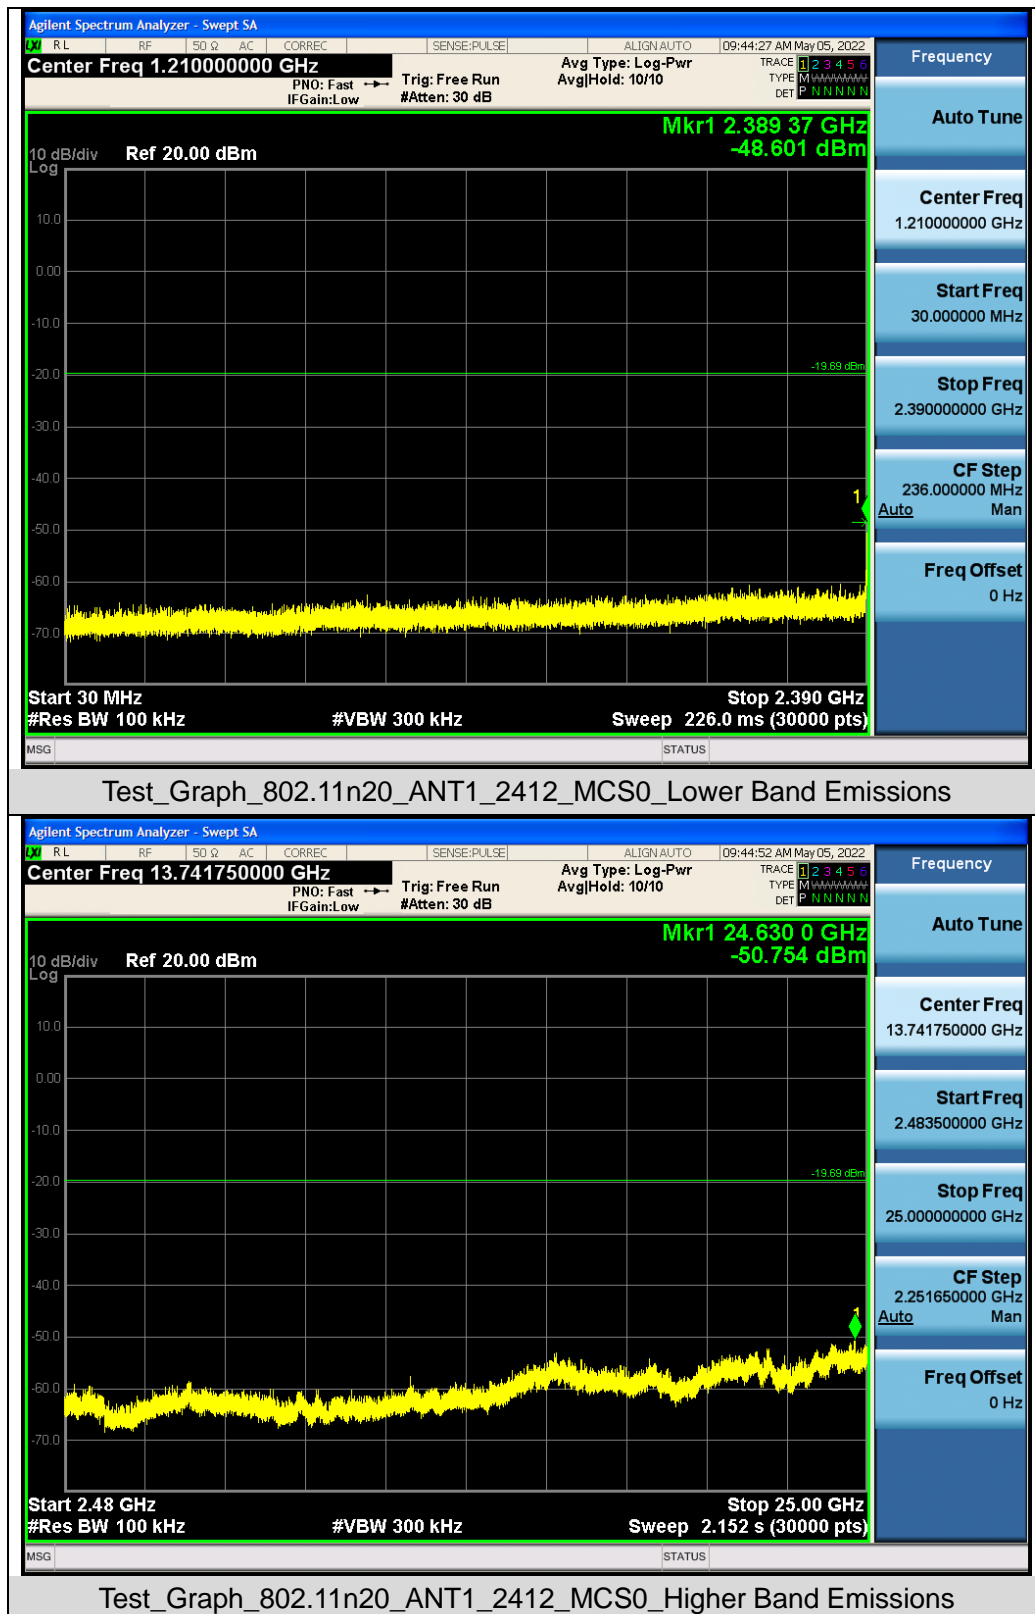 Agilent Spectrum Analyzer - Swept SA
LXI RL RF 50 Ω AC CORREC SENSE:PULSE ALIGN AUTO 09:44:27 AM May 05, 2022
Center Freq 1.210000000 GHz
PNO: Fast
IFGain:Low
Trig: Free Run
#Atten: 30 dB
Avg Type: Log-Pwr
Avg|Hold: 10/10
TRACE 1 2 3 4 5 6
TYPE M WWWWW
DET P N N N N N
Mkr1 2.389 37 GHz
-48.601 dBm
10 dB/div Ref 20.00 dBm
Log
10.0
0.00
-10.0
-19.69 dBm
-20.0
-30.0
-40.0
1
-50.0
-60.0
-70.0
Start 30 MHz Stop 2.390 GHz
#Res BW 100 kHz #VBW 300 kHz Sweep 226.0 ms (30000 pts)
MSG STATUS
Frequency
Auto Tune
Center Freq
1.210000000 GHz
Start Freq
30.000000 MHz
Stop Freq
2.390000000 GHz
CF Step
236.000000 MHz
Auto Man
Freq Offset
0 Hz
Test_Graph_802.11n20_ANT1_2412_MCS0_Lower Band Emissions
Agilent Spectrum Analyzer - Swept SA
LXI RL RF 50 Ω AC CORREC SENSE:PULSE ALIGN AUTO 09:44:52 AM May 05, 2022
Center Freq 13.741750000 GHz
PNO: Fast
IFGain:Low
Trig: Free Run
#Atten: 30 dB
Avg Type: Log-Pwr
Avg|Hold: 10/10
TRACE 1 2 3 4 5 6
TYPE M WWWWW
DET P N N N N N
Mkr1 24.630 0 GHz
-50.754 dBm
10 dB/div Ref 20.00 dBm
Log
10.0
0.00
-10.0
-19.69 dBm
-20.0
-30.0
-40.0
1
-50.0
-60.0
-70.0
Start 2.48 GHz Stop 25.00 GHz
#Res BW 100 kHz #VBW 300 kHz Sweep 2.152 s (30000 pts)
MSG STATUS
Frequency
Auto Tune
Center Freq
13.741750000 GHz
Start Freq
2.483500000 GHz
Stop Freq
25.000000000 GHz
CF Step
2.251650000 GHz
Auto Man
Freq Offset
0 Hz
Test_Graph_802.11n20_ANT1_2412_MCS0_Higher Band Emissions